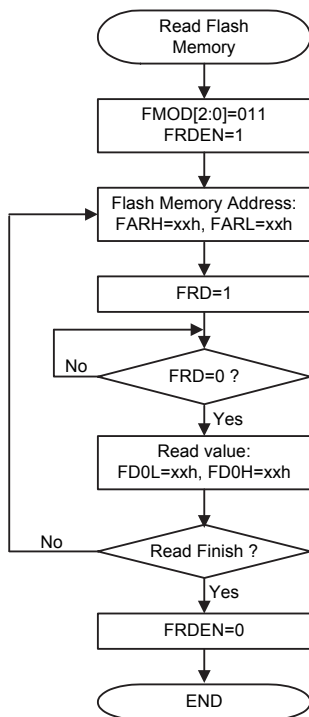 Read Flash
Memory
FMOD[2:0]=011
FRDEN=1
Flash Memory Address:
FARH=xxh, FARL=xxh
FRD=1
No
FRD=0 ?
Yes
Read value:
FD0L=xxh, FD0H=xxh
No
Read Finish ?
Yes
FRDEN=0
END